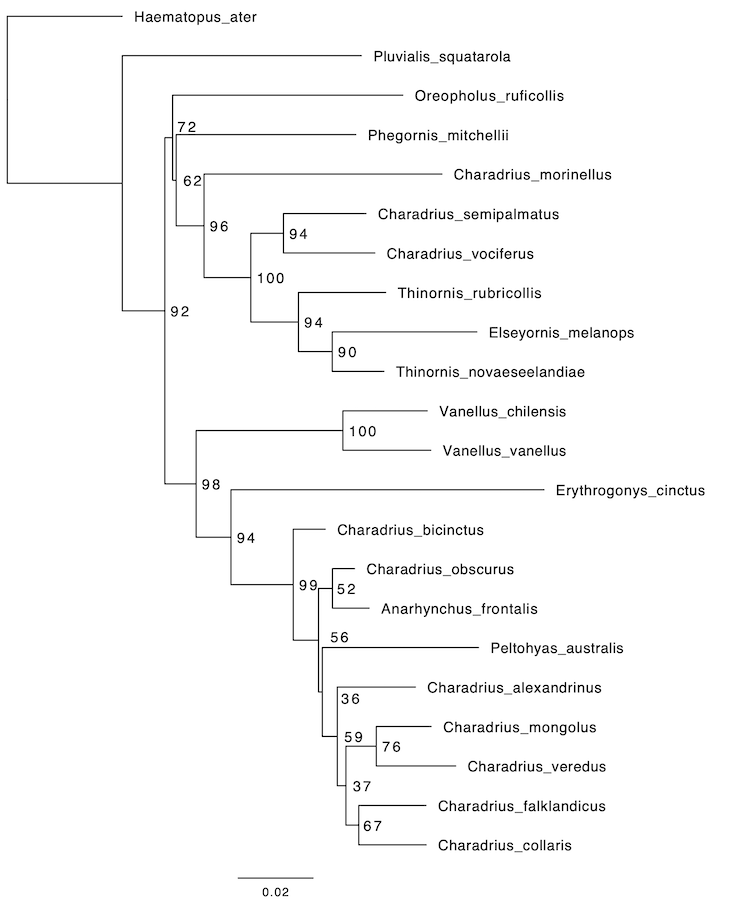 Haematopus_ater
Pluvialis_squatarola
Oreopholus_ruficollis
72
Phegornis_mitchellii
62
Charadrius_morinellus
96
Charadrius_semipalmatus
94
Charadrius_vociferus
100
Thinornis_rubricollis
92
94
Elseyornis_melanops
90
Thinornis_novaeseelandiae
Vanellus_chilensis
100
Vanellus_vanellus
98
Erythrogonys_cinctus
Charadrius_bicinctus
94
Charadrius_obscurus
99
52
Anarhynchus_frontalis
56
Peltohyas_australis
Charadrius_alexandrinus
36
Charadrius_mongolus
59
76
Charadrius_veredus
37
Charadrius_falklandicus
67
Charadrius_collaris
0.02